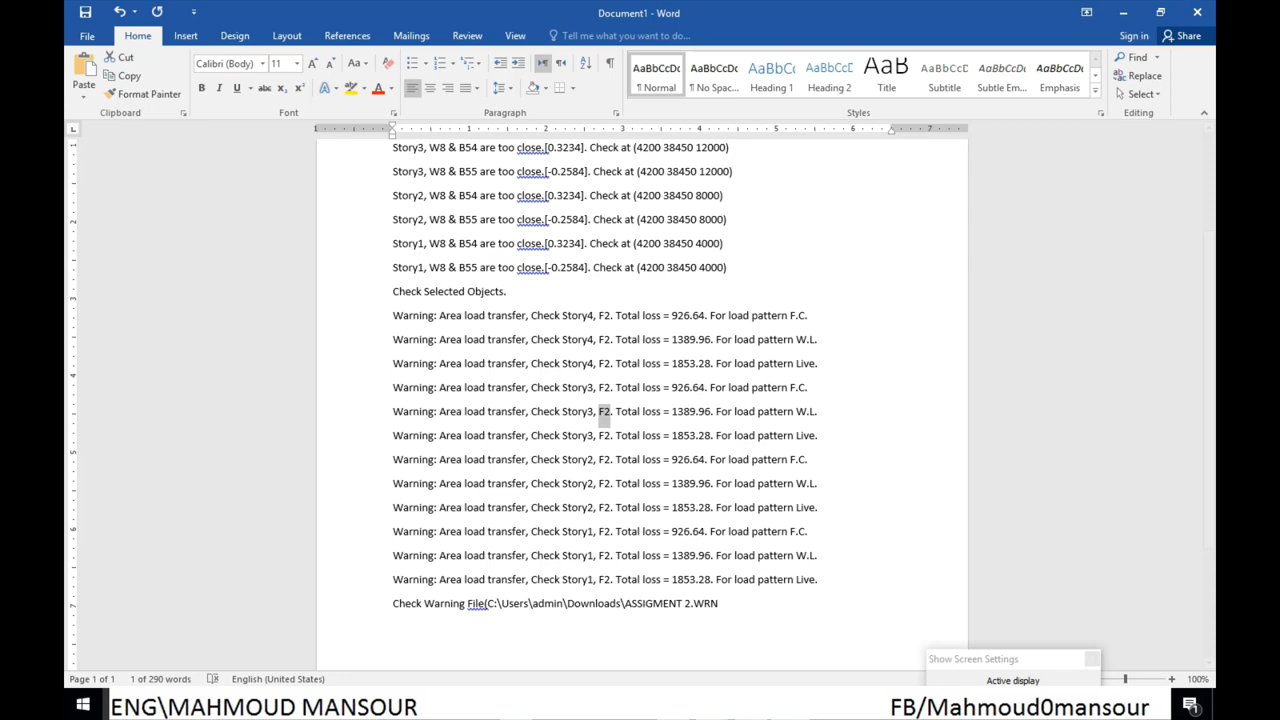 Document1 - Word
File
Home
Insert
Design
Layout
References
Mailings
Review
View
Tell me what you want to do...
Sign in
Share
Paste
Cut
Copy
Format Painter
Clipboard
Calibri (Body)
11
Font
Paragraph
AaBbCcDc
¶ Normal
AaBbCcDc
¶ No Spac...
AaBbCc
Heading 1
AaBbCcC
Heading 2
AaB
Title
AaBbCcD
Subtitle
AaBbCcDc
Subtle Em...
AaBbCcDc
Emphasis
Styles
Find
Replace
Select
Editing
1 1 2 3 4 5 6 7
Story3, W8 & B54 are too close.[0.3234]. Check at (4200 38450 12000)
Story3, W8 & B55 are too close.[-0.2584]. Check at (4200 38450 12000)
Story2, W8 & B54 are too close.[0.3234]. Check at (4200 38450 8000)
Story2, W8 & B55 are too close.[-0.2584]. Check at (4200 38450 8000)
Story1, W8 & B54 are too close.[0.3234]. Check at (4200 38450 4000)
Story1, W8 & B55 are too close.[-0.2584]. Check at (4200 38450 4000)
Check Selected Objects.
Warning: Area load transfer, Check Story4, F2. Total loss = 926.64. For load pattern F.C.
Warning: Area load transfer, Check Story4, F2. Total loss = 1389.96. For load pattern W.L.
Warning: Area load transfer, Check Story4, F2. Total loss = 1853.28. For load pattern Live.
Warning: Area load transfer, Check Story3, F2. Total loss = 926.64. For load pattern F.C.
Warning: Area load transfer, Check Story3, F2. Total loss = 1389.96. For load pattern W.L.
Warning: Area load transfer, Check Story3, F2. Total loss = 1853.28. For load pattern Live.
Warning: Area load transfer, Check Story2, F2. Total loss = 926.64. For load pattern F.C.
Warning: Area load transfer, Check Story2, F2. Total loss = 1389.96. For load pattern W.L.
Warning: Area load transfer, Check Story2, F2. Total loss = 1853.28. For load pattern Live.
Warning: Area load transfer, Check Story1, F2. Total loss = 926.64. For load pattern F.C.
Warning: Area load transfer, Check Story1, F2. Total loss = 1389.96. For load pattern W.L.
Warning: Area load transfer, Check Story1, F2. Total loss = 1853.28. For load pattern Live.
Check Warning File(C:\Users\admin\Downloads\ASSIGMENT 2.WRN
Show Screen Settings
Active display
Page 1 of 1
1 of 290 words
English (United States)
100%
ENG\MAHMOUD MANSOUR
FB/Mahmoud0mansour